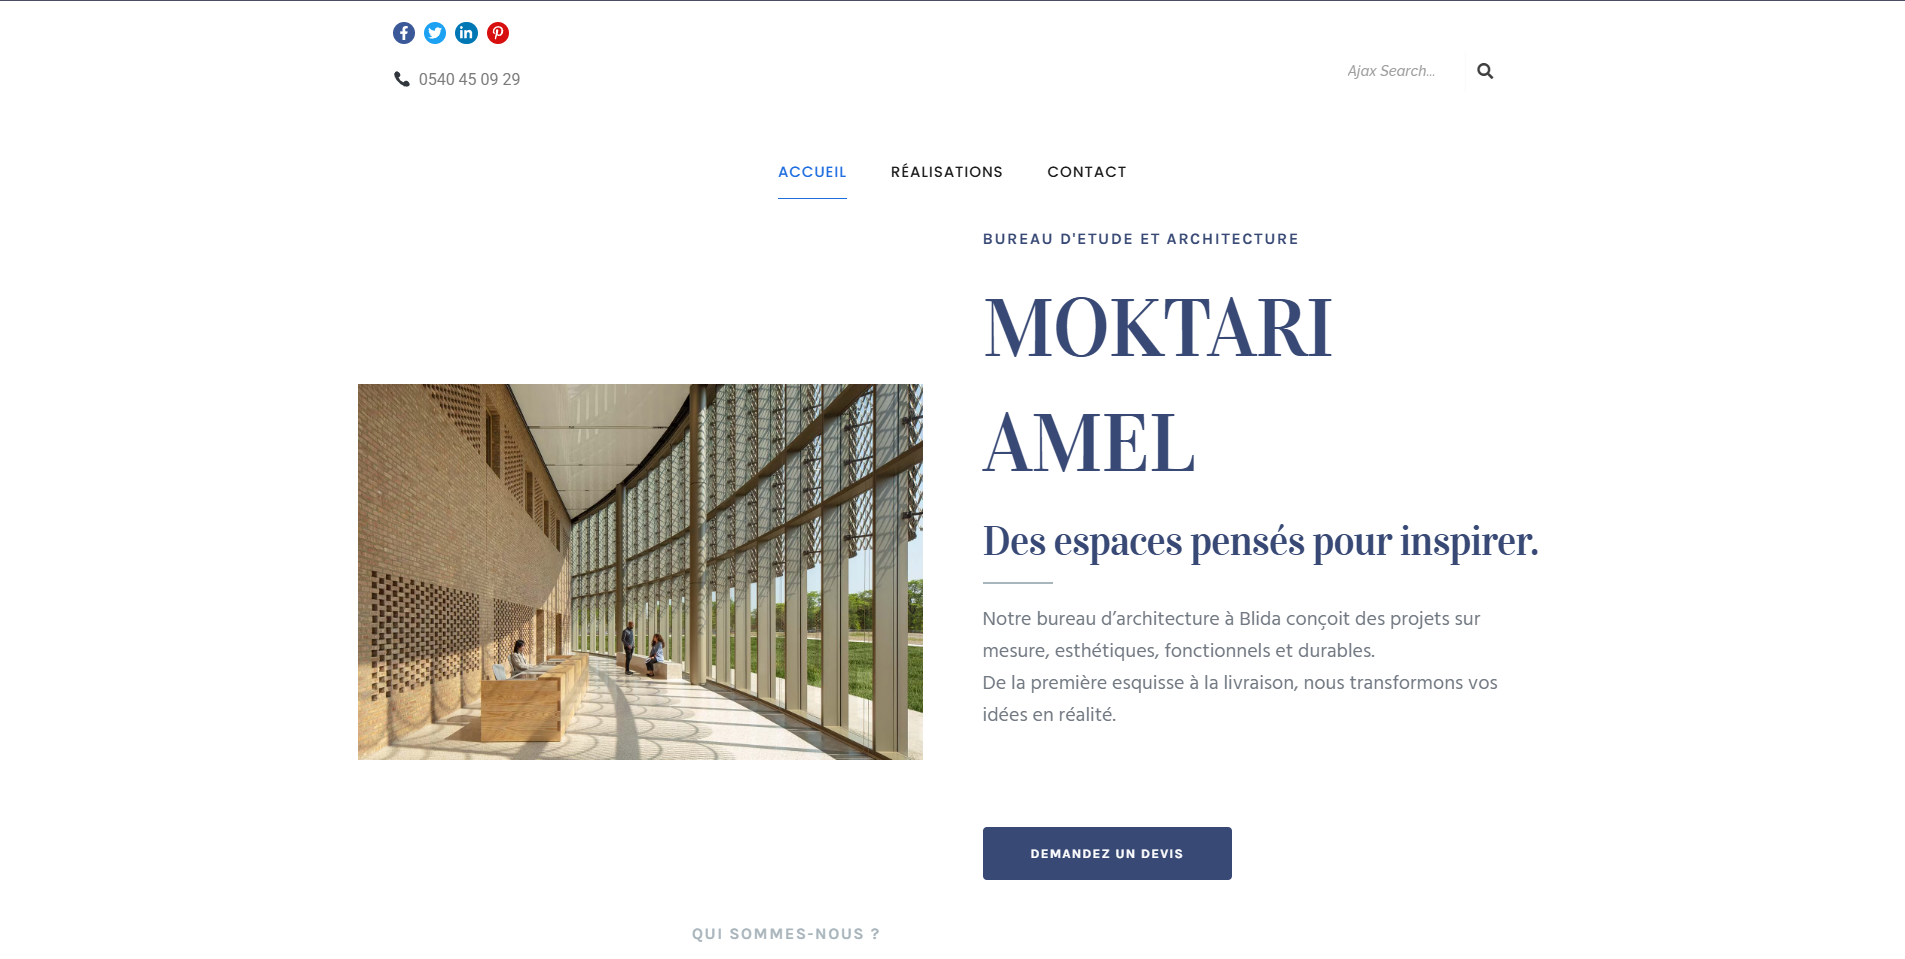 0540 45 09 29
Ajax Search...
ACCUEIL
RÉALISATIONS
CONTACT
BUREAU D'ETUDE ET ARCHITECTURE
MOKTARI
AMEL
Des espaces pensés pour inspirer.
Notre bureau d’architecture à Blida conçoit des projets sur
mesure, esthétiques, fonctionnels et durables.
De la première esquisse à la livraison, nous transformons vos
idées en réalité.
DEMANDEZ UN DEVIS
QUI SOMMES-NOUS ?